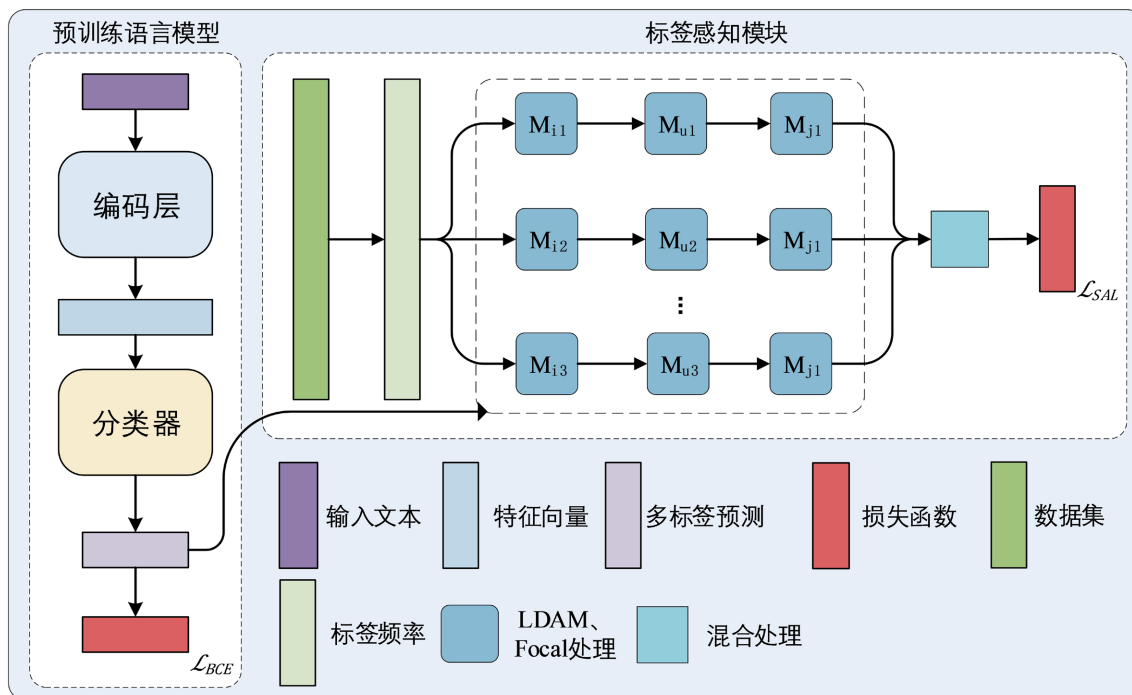 预训练语言模型
标签感知模块
编码层
分类器
ℒBCE
Mi1
Mu1
Mj1
Mi2
Mu2
Mj1
⋮
Mi3
Mu3
Mj1
ℒSAL
输入文本
特征向量
多标签预测
损失函数
数据集
标签频率
LDAM、
Focal处理
混合处理